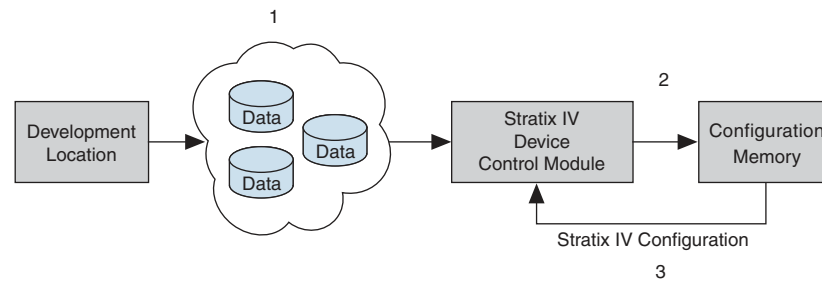 1
Development
Location
Data
Data
Data
Stratix IV
Device
Control Module
2
Configuration
Memory
Stratix IV Configuration
3